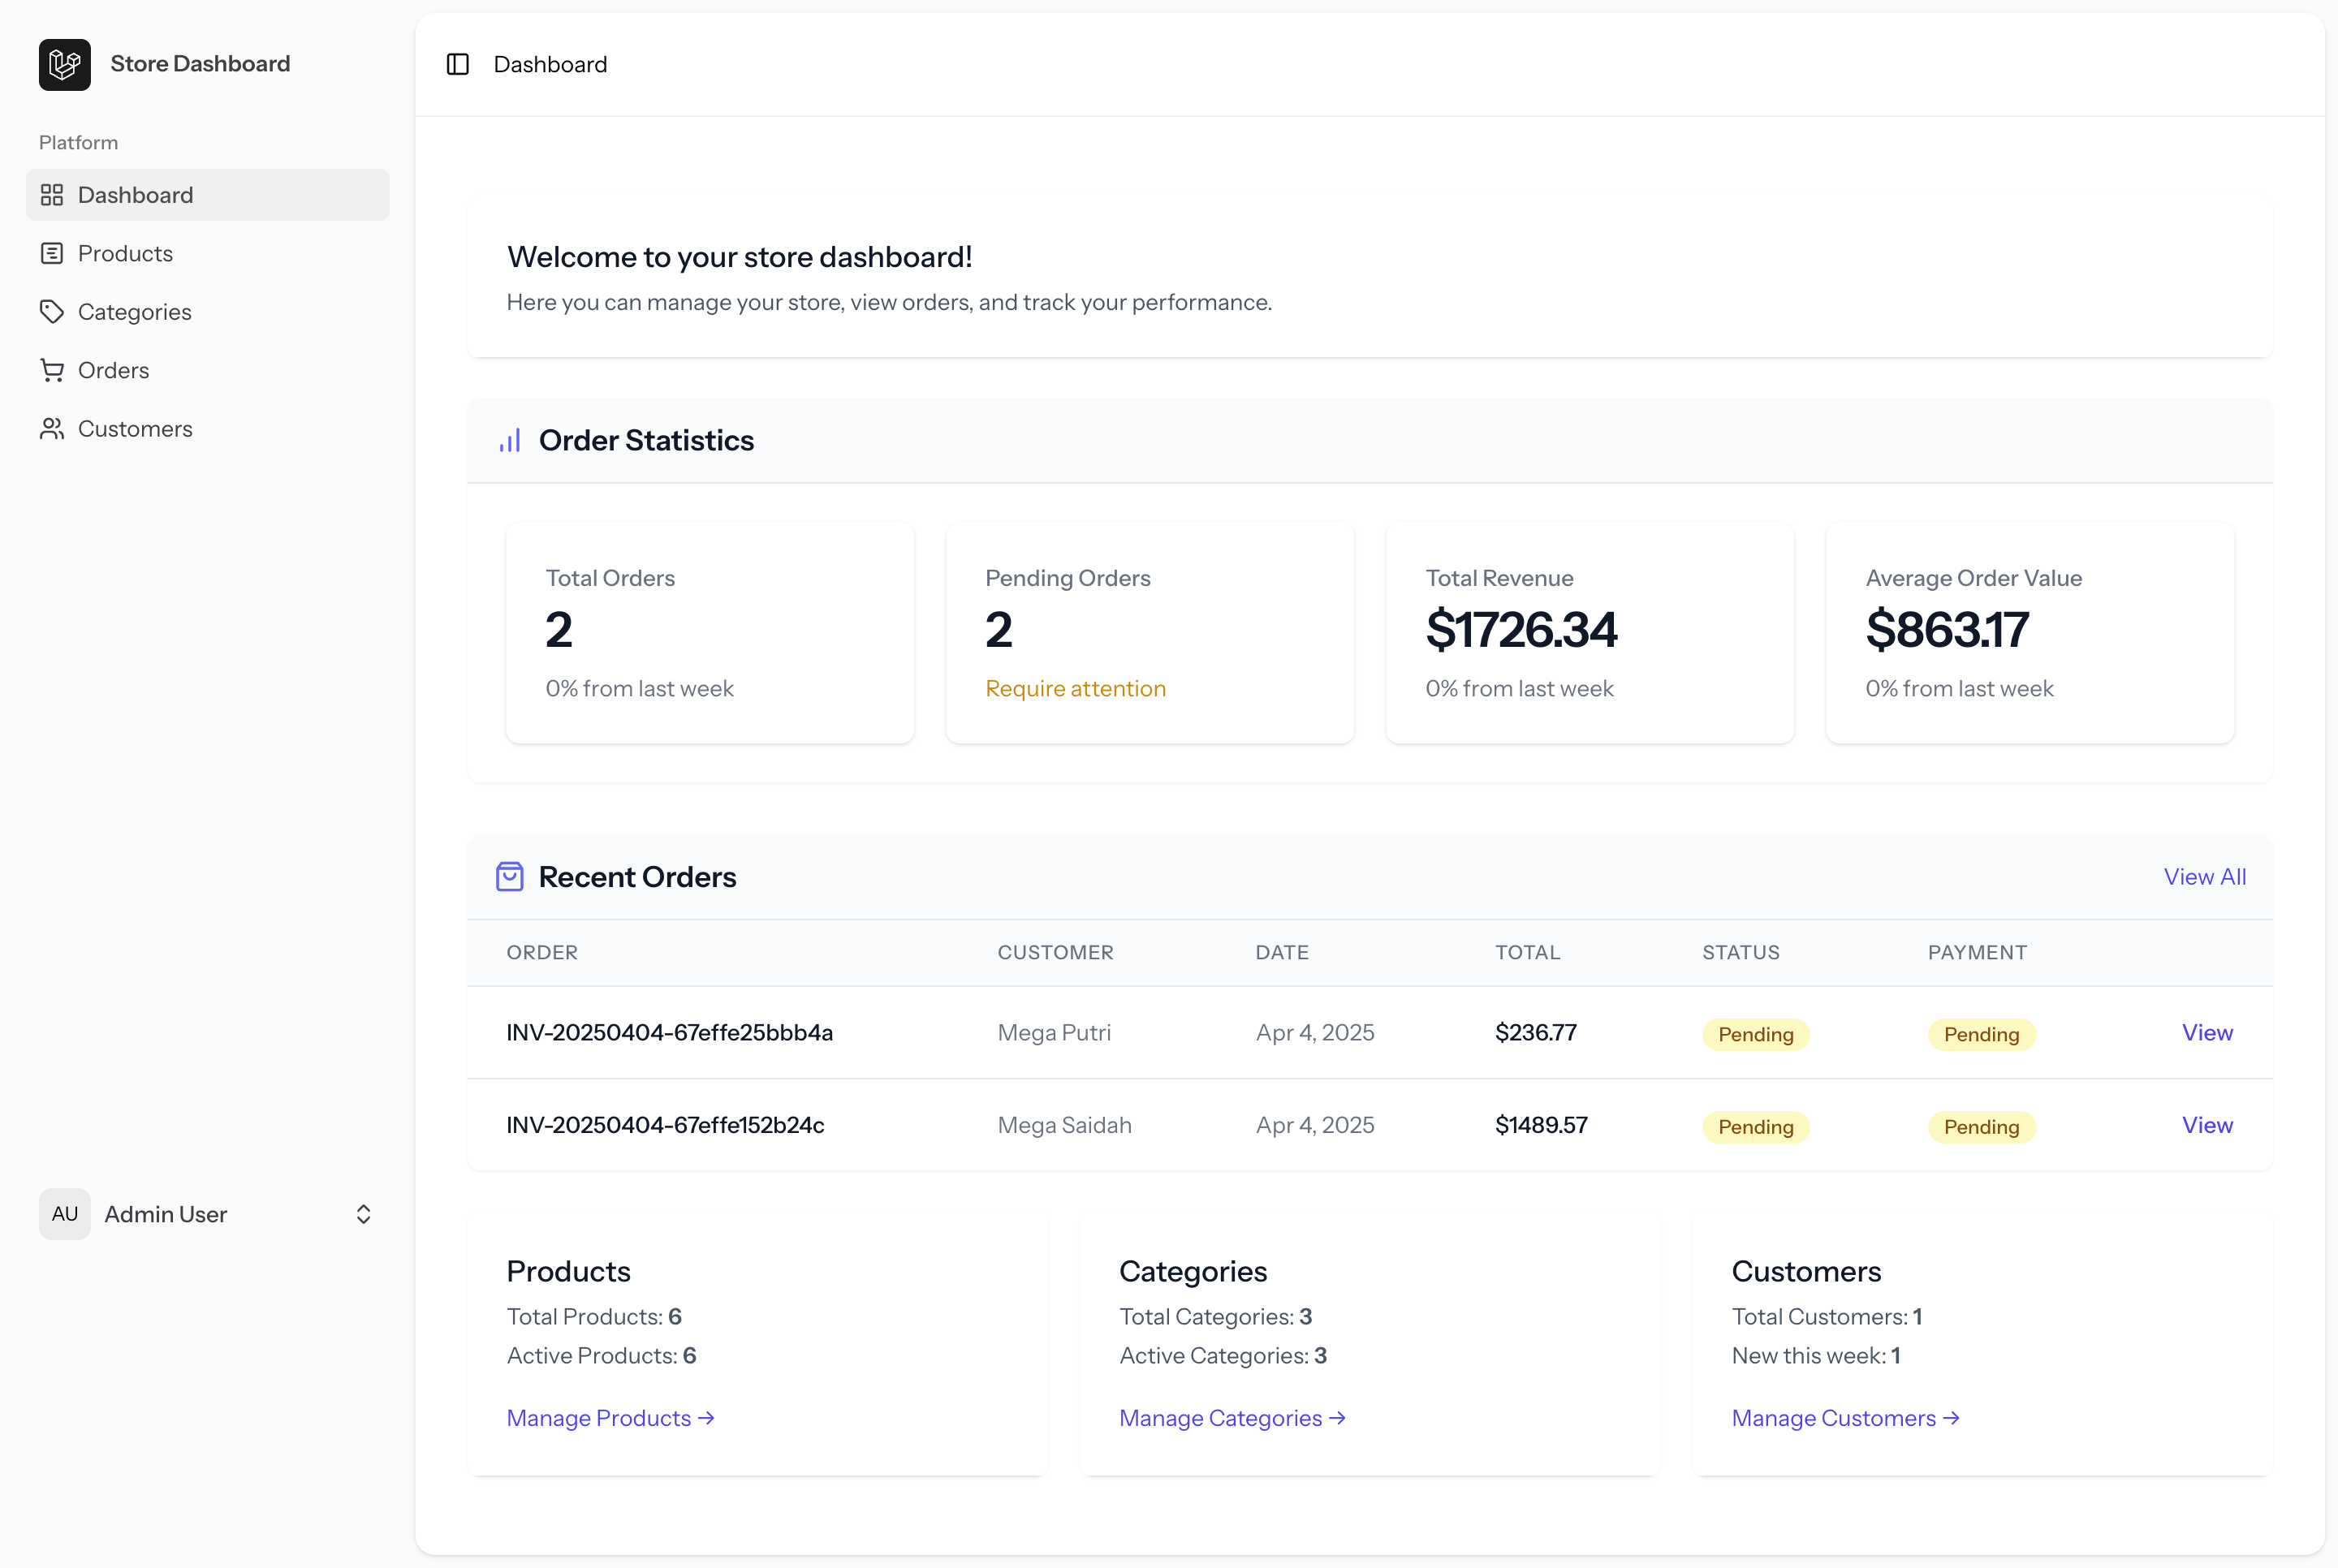 Store Dashboard
Platform
Dashboard
Products
Categories
Orders
Customers
AU Admin User
Dashboard
Welcome to your store dashboard!
Here you can manage your store, view orders, and track your performance.
Order Statistics
Total Orders
2
0% from last week
Pending Orders
2
Require attention
Total Revenue
$1726.34
0% from last week
Average Order Value
$863.17
0% from last week
Recent Orders View All
ORDER CUSTOMER DATE TOTAL STATUS PAYMENT
INV-20250404-67effe25bbb4a Mega Putri Apr 4, 2025 $236.77 Pending Pending View
INV-20250404-67effe152b24c Mega Saidah Apr 4, 2025 $1489.57 Pending Pending View
Products
Total Products: 6
Active Products: 6
Manage Products →
Categories
Total Categories: 3
Active Categories: 3
Manage Categories →
Customers
Total Customers: 1
New this week: 1
Manage Customers →